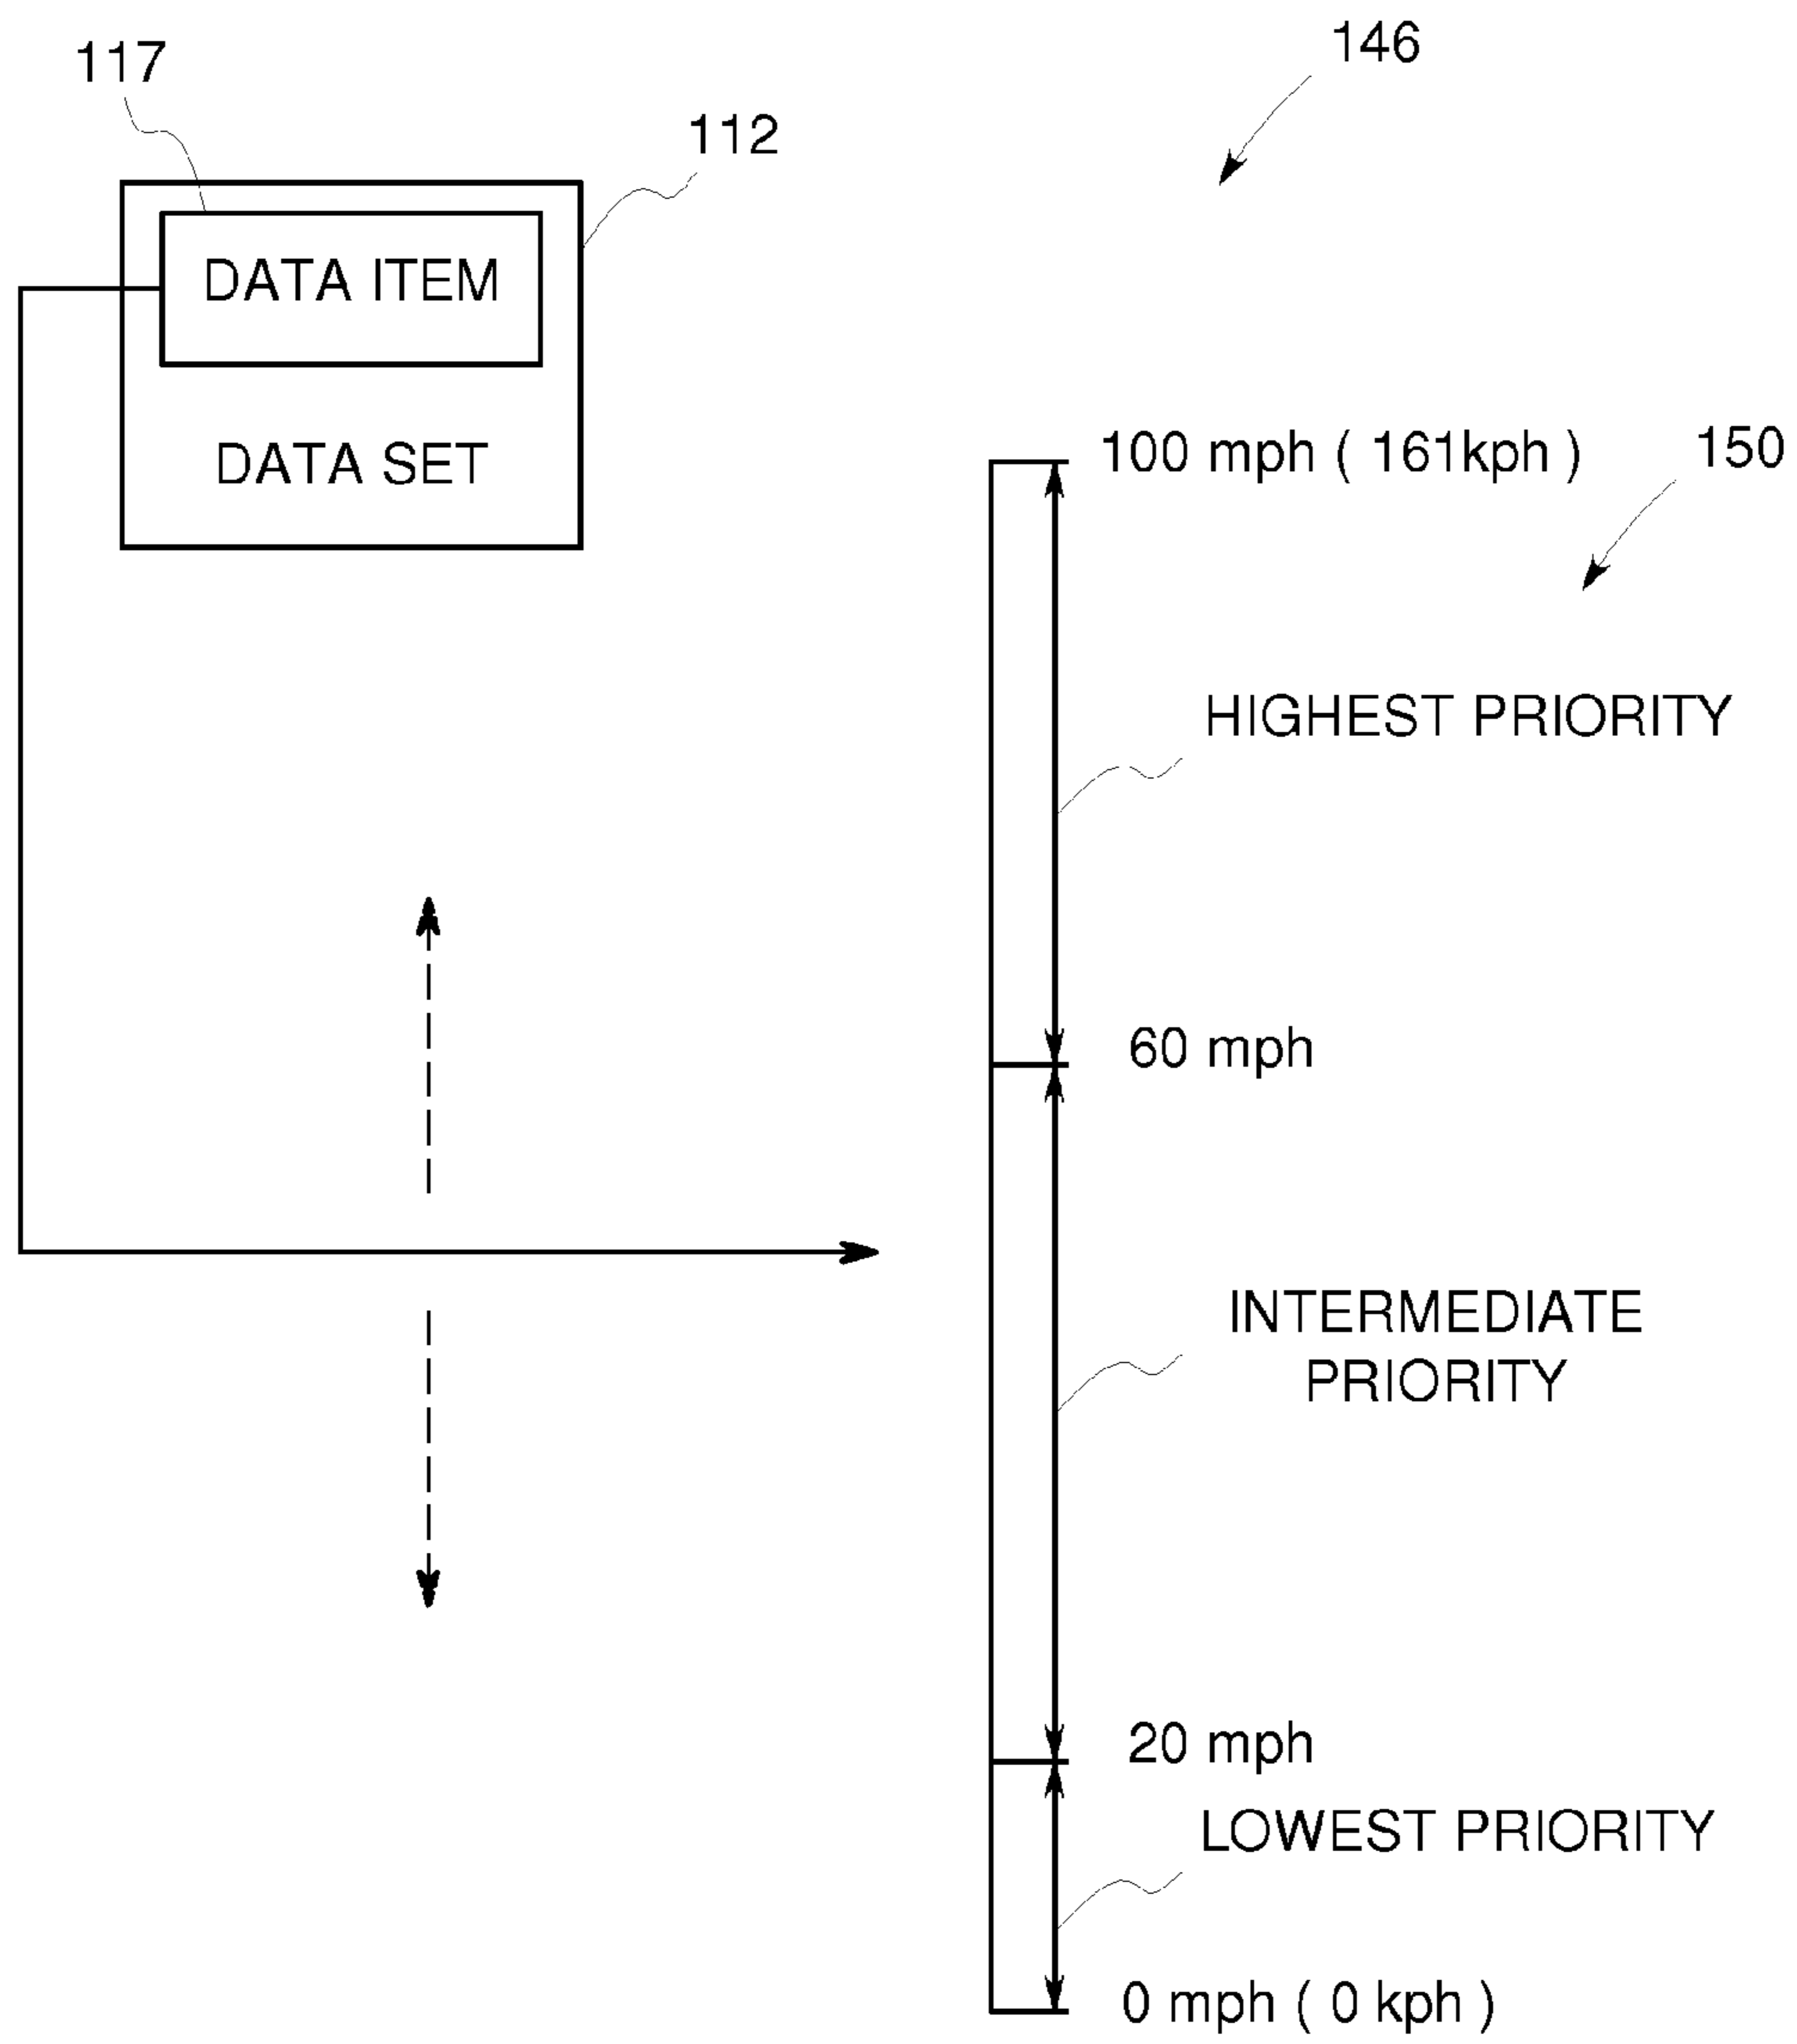 146
117
112
DATA ITEM
DATA SET
100 mph ( 161kph )
150
HIGHEST PRIORITY
60 mph
INTERMEDIATE
PRIORITY
20 mph
LOWEST PRIORITY
0 mph ( 0 kph )